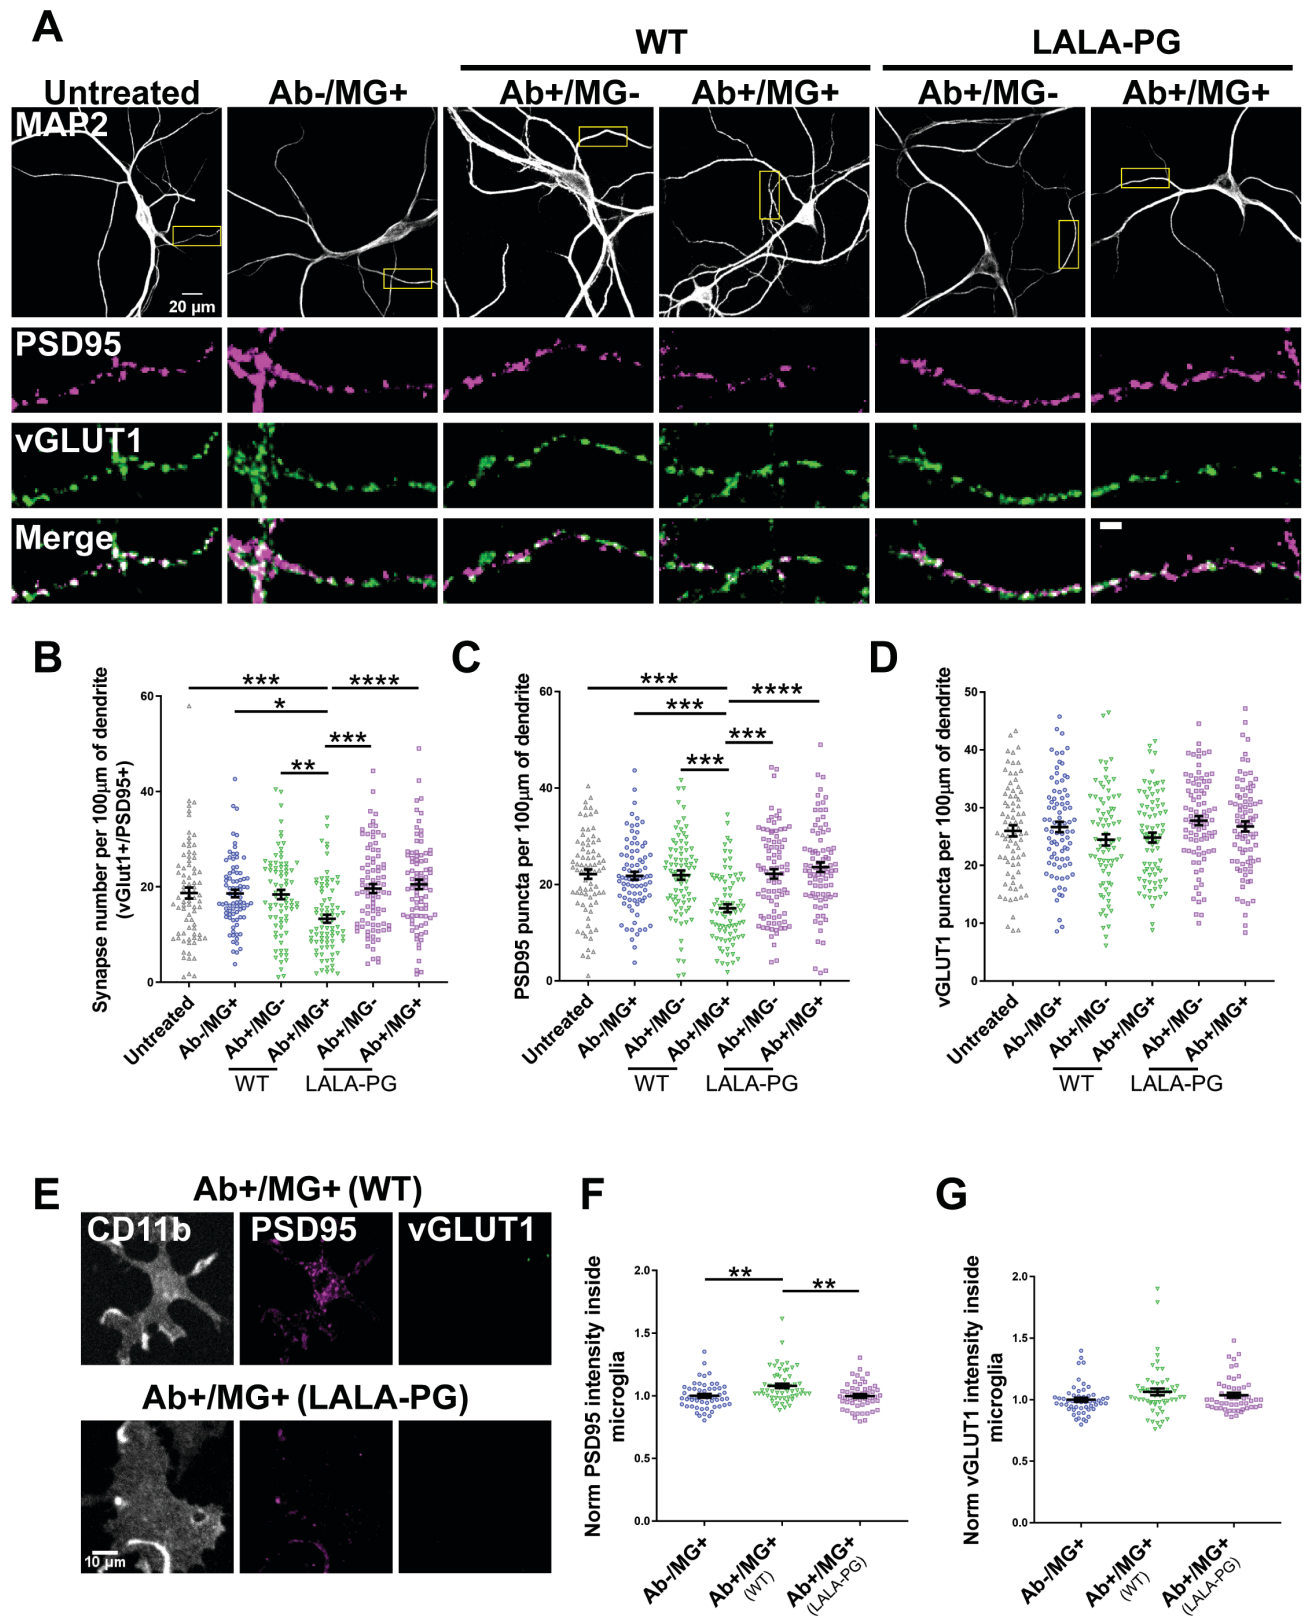 A
WT
LALA-PG
Untreated
Ab-/MG+
Ab+/MG-
Ab+/MG+
Ab+/MG-
Ab+/MG+
MAP2
20 µm
PSD95
vGLUT1
Merge
B
Synapse number per 100µm of dendrite
(vGlut1+/PSD95+)
60
40
20
0
***
****
*
***
**
Untreated
Ab-/MG+
Ab+/MG-
Ab+/MG+
Ab+/MG-
Ab+/MG+
WT
LALA-PG
C
PSD95 puncta per 100µm of dendrite
60
40
20
0
***
****
***
***
***
Untreated
Ab-/MG+
Ab+/MG-
Ab+/MG+
Ab+/MG-
Ab+/MG+
WT
LALA-PG
D
vGLUT1 puncta per 100µm of dendrite
50
40
30
20
10
0
Untreated
Ab-/MG+
Ab+/MG-
Ab+/MG+
Ab+/MG-
Ab+/MG+
WT
LALA-PG
E
Ab+/MG+ (WT)
CD11b
PSD95
vGLUT1
Ab+/MG+ (LALA-PG)
10 µm
F
Norm PSD95 intensity inside
microglia
2.0
1.5
1.0
0.5
0.0
**
**
Ab-/MG+
Ab+/MG+
(WT)
Ab+/MG+
(LALA-PG)
G
Norm vGLUT1 intensity inside
microglia
2.0
1.5
1.0
0.5
0.0
Ab-/MG+
Ab+/MG+
(WT)
Ab+/MG+
(LALA-PG)